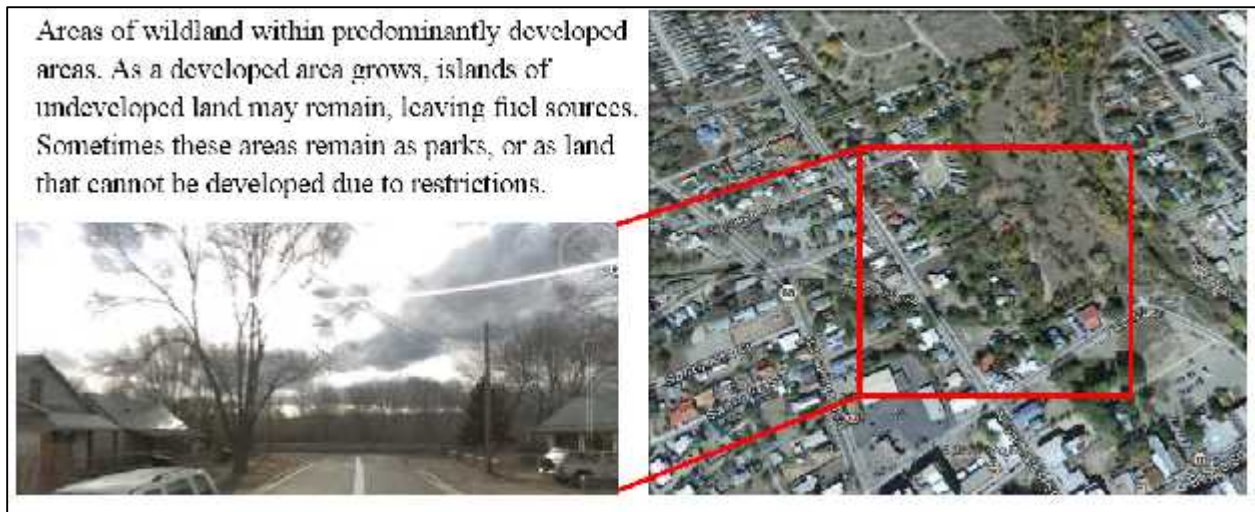 Areas of wildland within predominantly developed
areas. As a developed area grows, islands of
undeveloped land may remain, leaving fuel sources.
Sometimes these areas remain as parks, or as land
that cannot be developed due to restrictions.